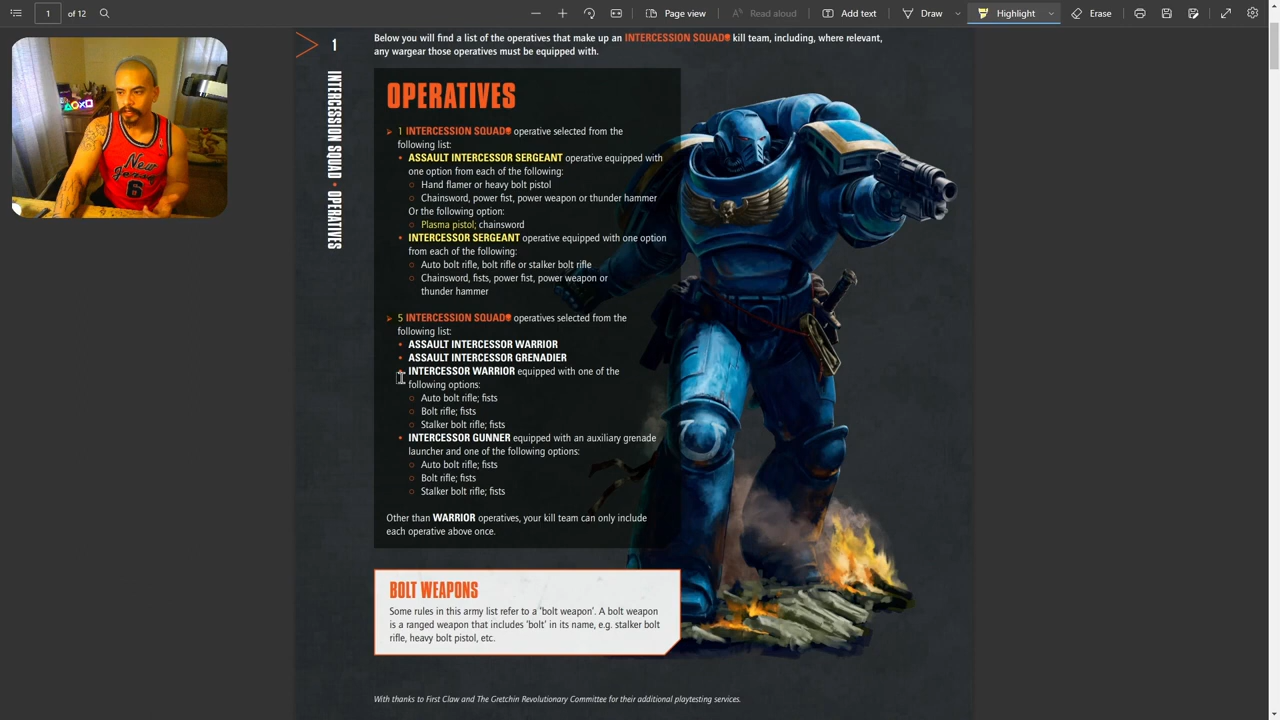 1 of 12
Page view
Read aloud
Add text
Draw
Highlight
Erase
1
INTERCESSION SQUAD • OPERATIVES
Below you will find a list of the operatives that make up an INTERCESSION SQUAD kill team, including, where relevant,
any wargear those operatives must be equipped with.
OPERATIVES
1 INTERCESSION SQUAD operative selected from the
following list:
• ASSAULT INTERCESSOR SERGEANT operative equipped with
one option from each of the following:
○ Hand flamer or heavy bolt pistol
○ Chainsword, power fist, power weapon or thunder hammer
Or the following option:
○ Plasma pistol; chainsword
• INTERCESSOR SERGEANT operative equipped with one option
from each of the following:
○ Auto bolt rifle, bolt rifle or stalker bolt rifle
○ Chainsword, fists, power fist, power weapon or
thunder hammer
5 INTERCESSION SQUAD operatives selected from the
following list:
• ASSAULT INTERCESSOR WARRIOR
• ASSAULT INTERCESSOR GRENADIER
• INTERCESSOR WARRIOR equipped with one of the
following options:
○ Auto bolt rifle; fists
○ Bolt rifle; fists
○ Stalker bolt rifle; fists
• INTERCESSOR GUNNER equipped with an auxiliary grenade
launcher and one of the following options:
○ Auto bolt rifle; fists
○ Bolt rifle; fists
○ Stalker bolt rifle; fists
Other than WARRIOR operatives, your kill team can only include
each operative above once.
BOLT WEAPONS
Some rules in this army list refer to a 'bolt weapon'. A bolt weapon
is a ranged weapon that includes 'bolt' in its name, e.g. stalker bolt
rifle, heavy bolt pistol, etc.
With thanks to First Claw and The Gretchin Revolutionary Committee for their additional playtesting services.
New
Jersey
6